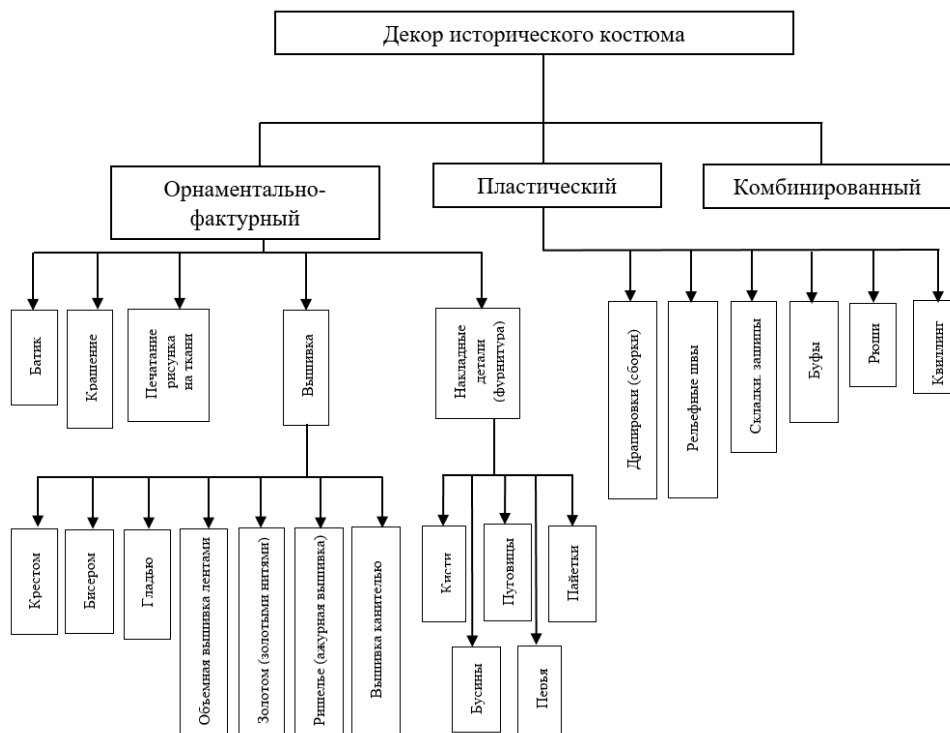 Декор исторического костюма
Орнаментально-
фактурный
Пластический
Комбинированный
Батик
Крашение
Печатание
рисунка
на ткани
Вышивка
Накладные
детали
(фурнитура)
Драпировки (сборки)
Рельефные швы
Складки. защипы
Буфы
Рюши
Квиллинг
Крестом
Бисером
Гладью
Объемная вышивка лентами
Золотом (золотыми нитями)
Ришелье (ажурная вышивка)
Вышивка канителью
Кисти
Бусины
Пуговицы
Перья
Пайетки